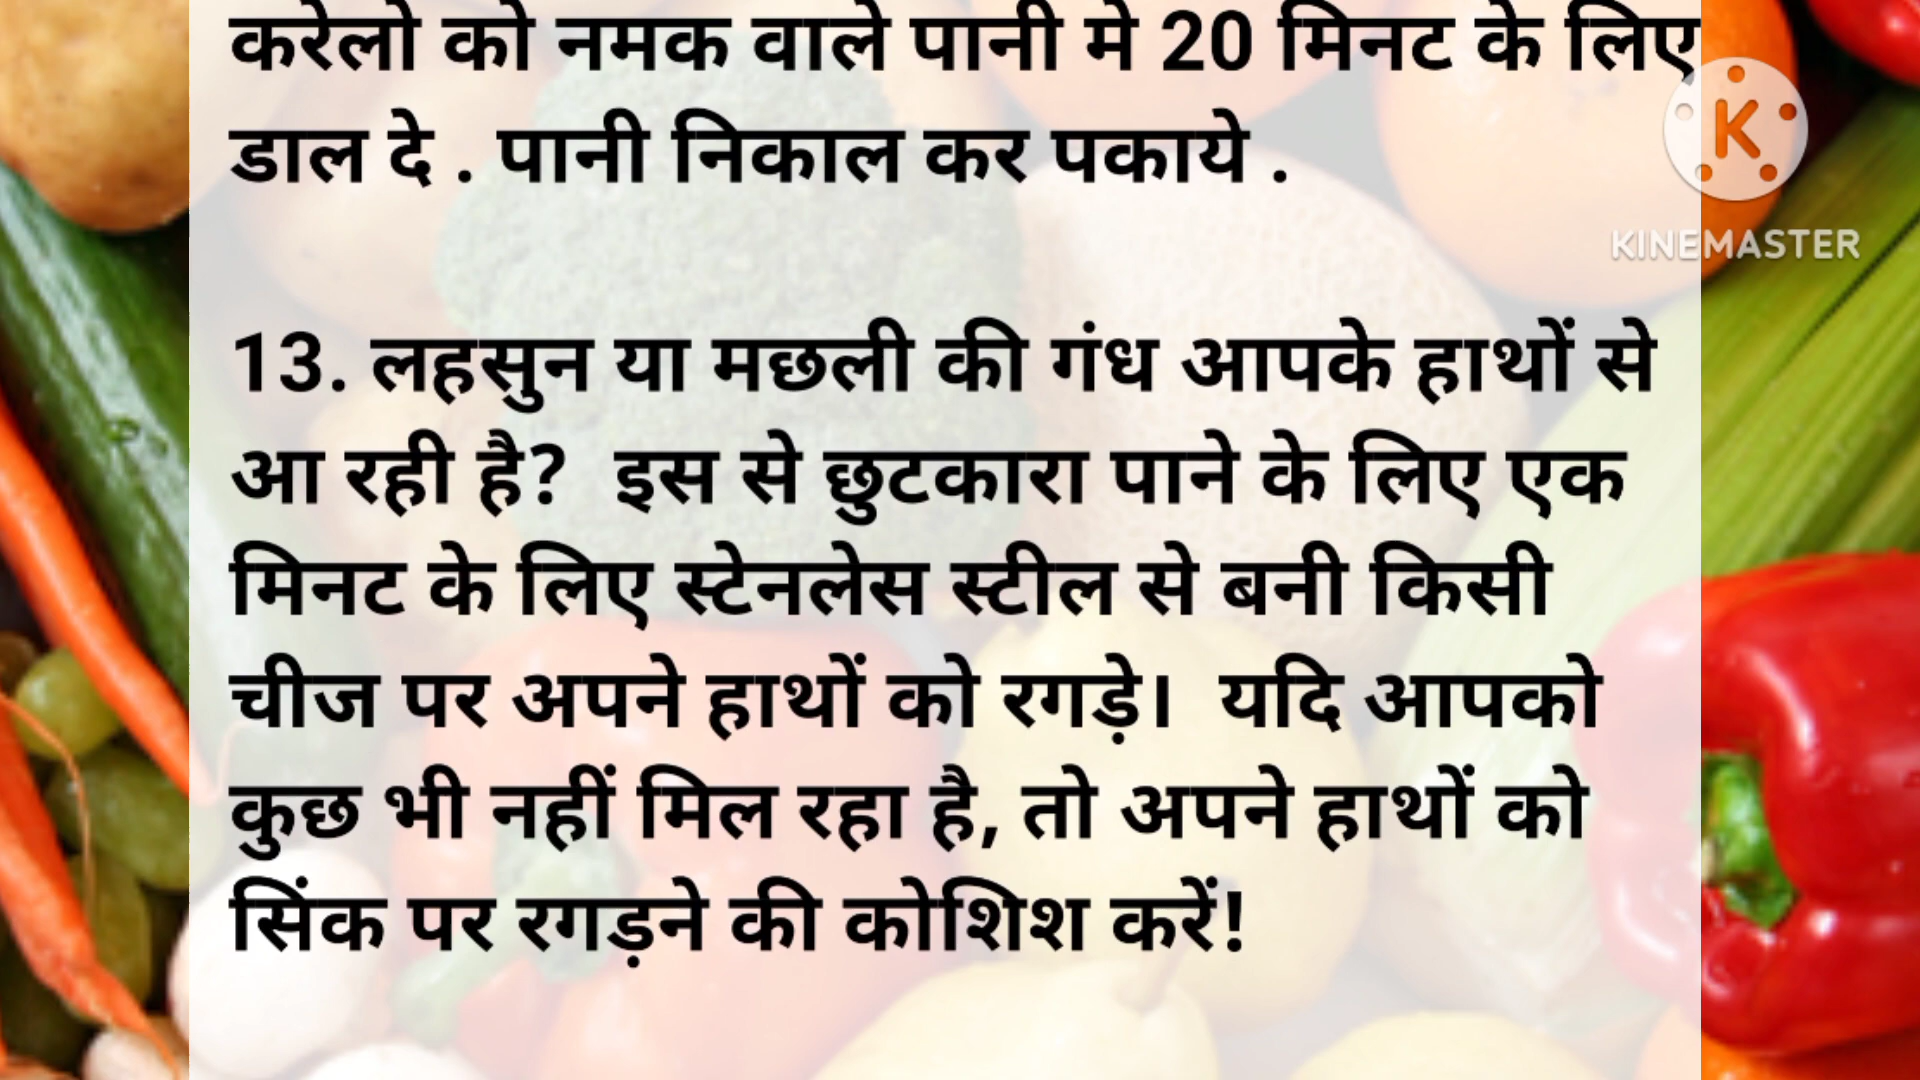 करेलो को नमक वाले पानी मे 20 मिनट के लिए
डाल दे . पानी निकाल कर पकाये .
13. लहसुन या मछली की गंध आपके हाथों से
आ रही है? इस से छुटकारा पाने के लिए एक
मिनट के लिए स्टेनलेस स्टील से बनी किसी
चीज पर अपने हाथों को रगड़े। यदि आपको
कुछ भी नहीं मिल रहा है, तो अपने हाथों को
सिंक पर रगड़ने की कोशिश करें!
K
KINEMASTER